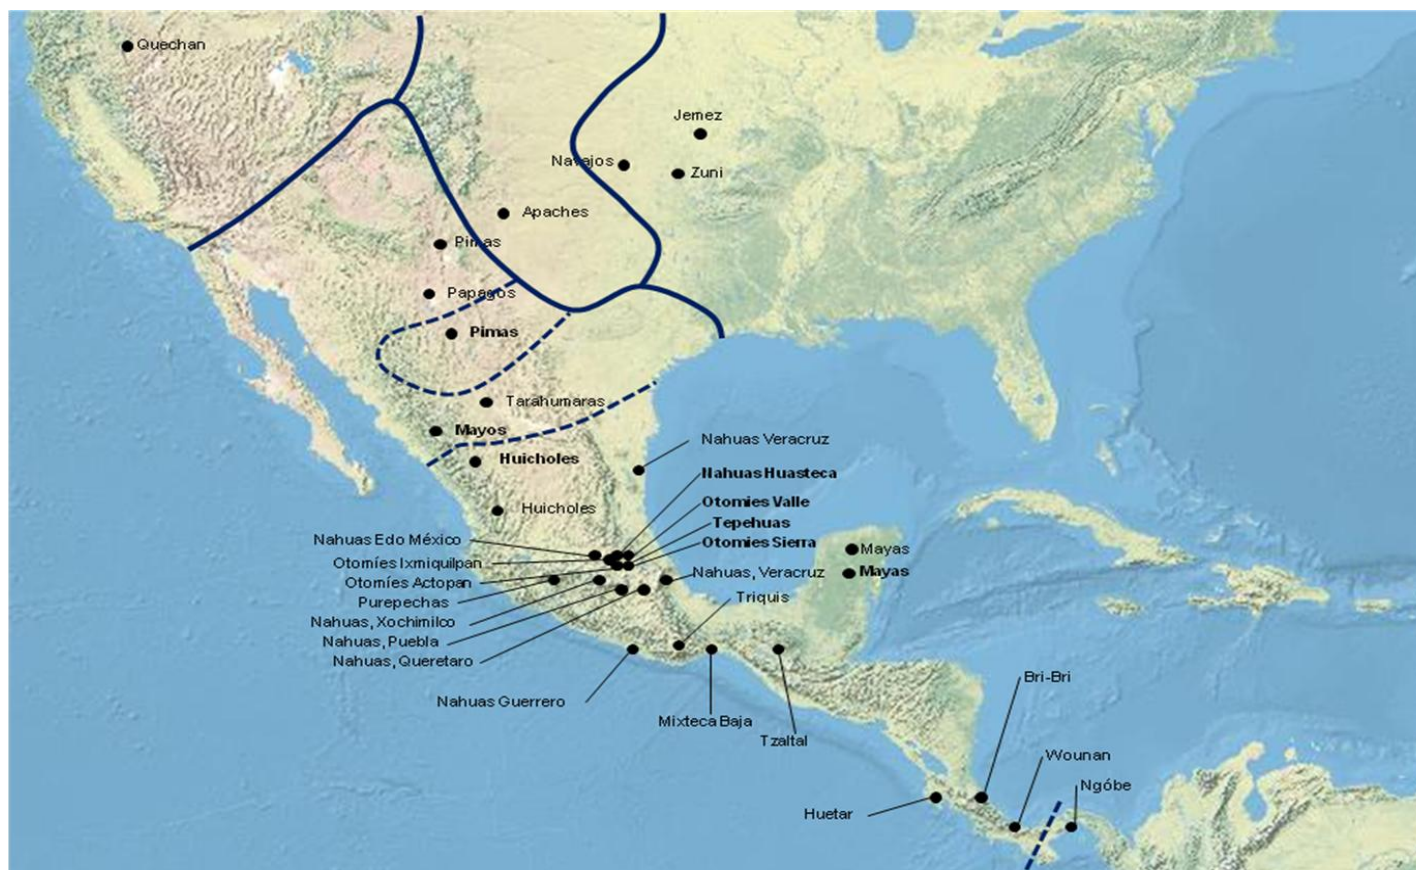 Quechan
Jemez
Navajos
Zuni
Apaches
Pimas
Papagos
Pimas
Tarahumaras
Mayos
Nahuas Veracruz
Huicholes
Nahuas Huasteca
Otomies Valle
Huicholes
Tepehuas
Nahuas Edo México
Otomies Sierra
Mayas
Otomíes Ixmiquilpan
Mayas
Otomíes Actopan
Nahuas, Veracruz
Purepechas
Triquis
Nahuas, Xochimilco
Nahuas, Puebla
Nahuas, Queretaro
Bri-Bri
Nahuas Guerrero
Mixteca Baja
Tzaltal
Wounan
Ngóbe
Huetar